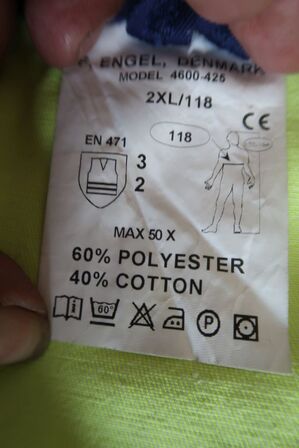 ENGEL, DENMARK
MODEL 4600-425
2XL/118
CE
EN 471
118
3
2
MAX 50 X
60% POLYESTER
40% COTTON
60°
P